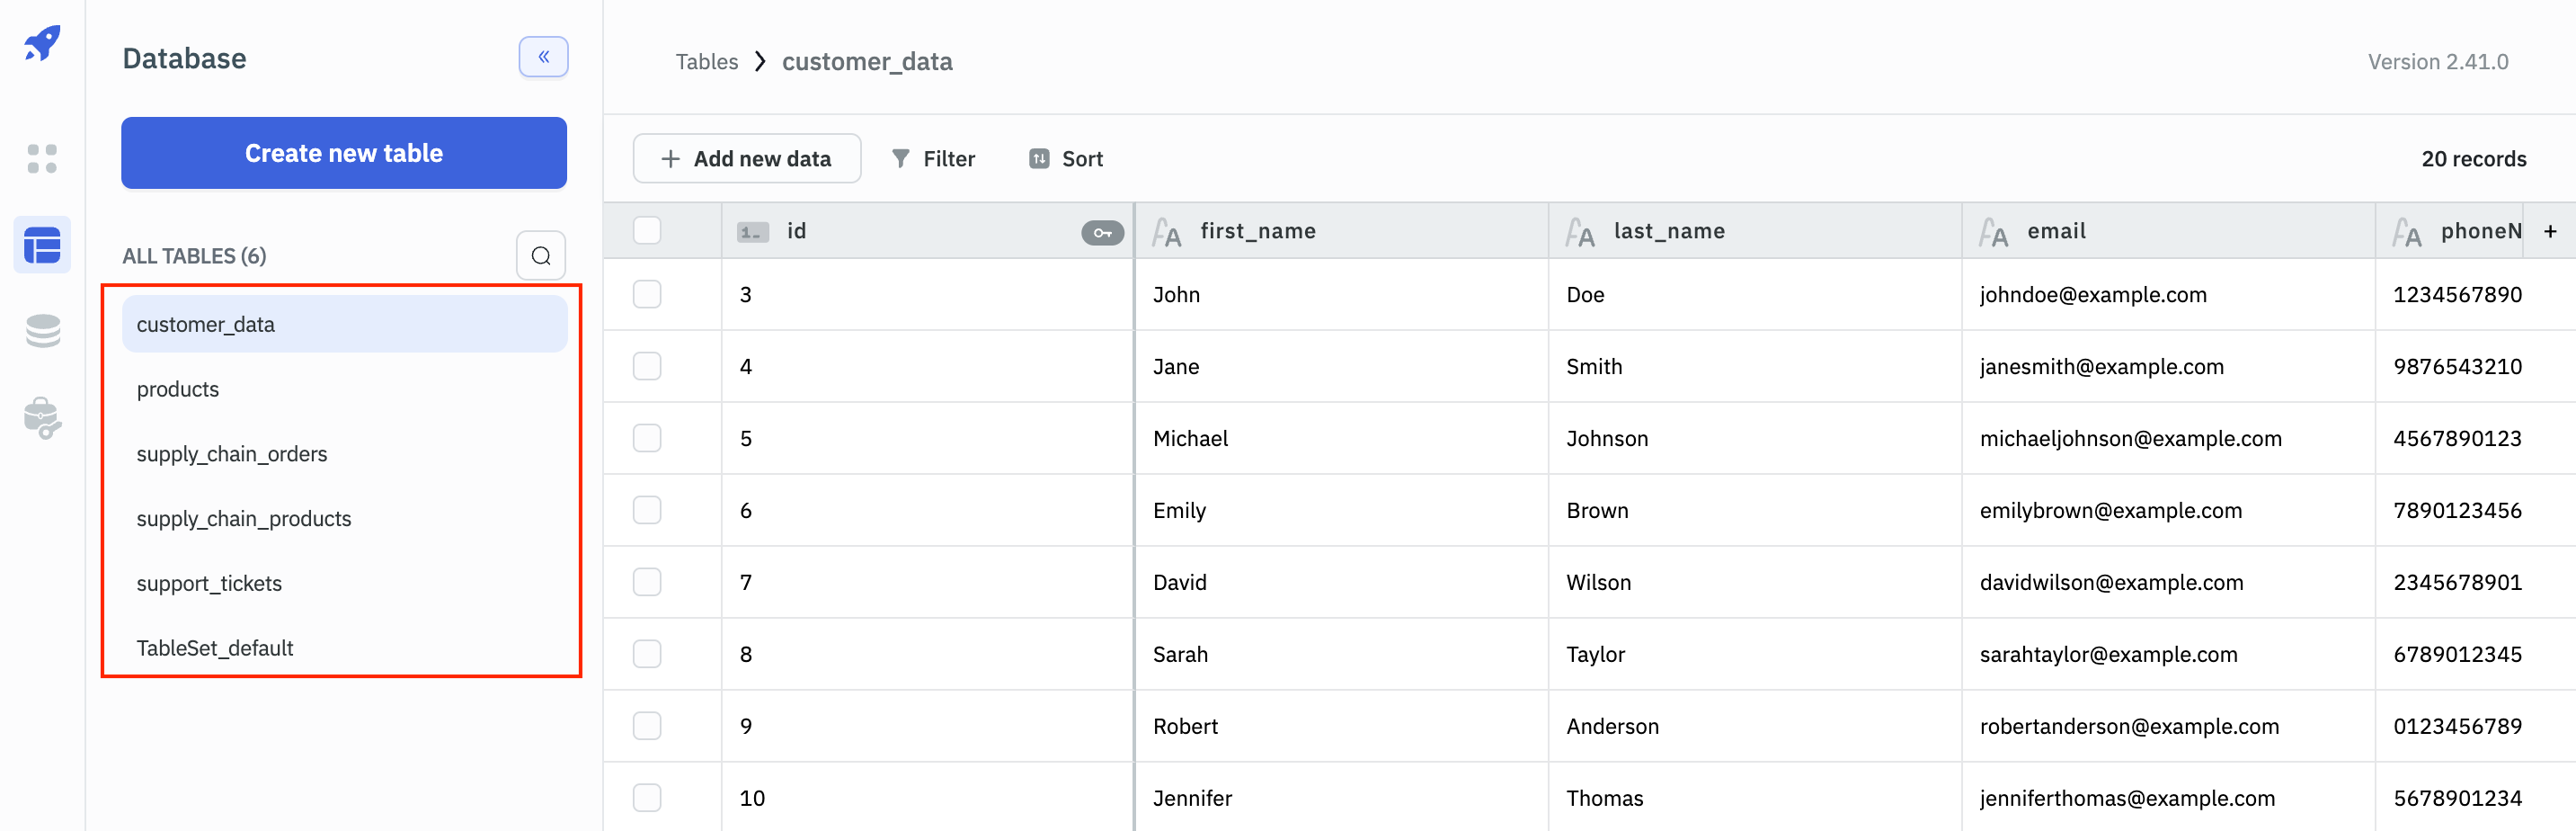 Database
Create new table
ALL TABLES (6)
customer_data
products
supply_chain_orders
supply_chain_products
support_tickets
TableSet_default
Tables > customer_data
Version 2.41.0
Add new data Filter Sort
20 records
id first_name last_name email phoneN +
3 John Doe johndoe@example.com 1234567890
4 Jane Smith janesmith@example.com 9876543210
5 Michael Johnson michaeljohnson@example.com 4567890123
6 Emily Brown emilybrown@example.com 7890123456
7 David Wilson davidwilson@example.com 2345678901
8 Sarah Taylor sarahtaylor@example.com 6789012345
9 Robert Anderson robertanderson@example.com 0123456789
10 Jennifer Thomas jenniferthomas@example.com 5678901234